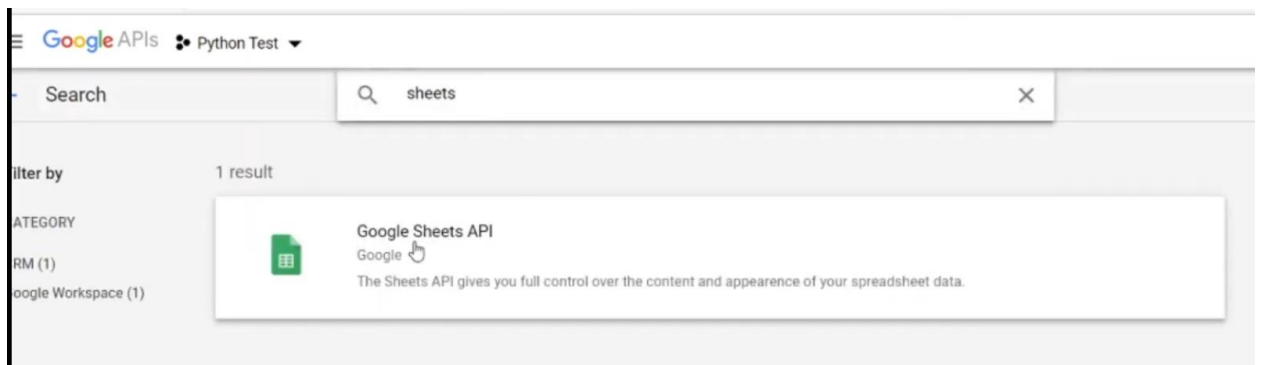 Google APIs Python Test
Search
sheets
ilter by
1 result
ATEGORY
RM (1)
oogle Workspace (1)
Google Sheets API
Google
The Sheets API gives you full control over the content and appearence of your spreadsheet data.